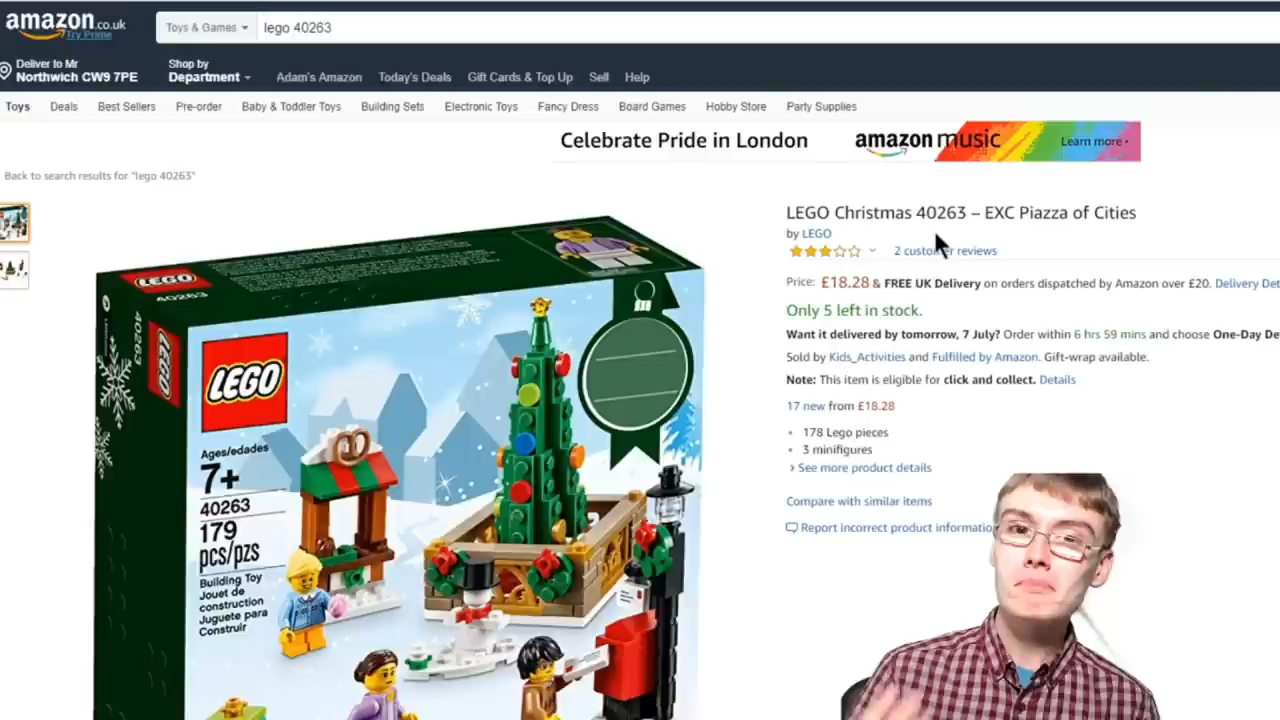 amazon.co.uk
Try Prime
Toys & Games
lego 40263
Deliver to Mr
Northwich CW9 7PE
Shop by
Department
Adam's Amazon
Today's Deals
Gift Cards & Top Up
Sell
Help
Toys
Deals
Best Sellers
Pre-order
Baby & Toddler Toys
Building Sets
Electronic Toys
Fancy Dress
Board Games
Hobby Store
Party Supplies
Celebrate Pride in London
amazon music
Learn more
Back to search results for "lego 40263"
LEGO Christmas 40263 – EXC Piazza of Cities
by LEGO
2 customer reviews
Price: £18.28 & FREE UK Delivery on orders dispatched by Amazon over £20. Delivery Det
Only 5 left in stock.
Want it delivered by tomorrow, 7 July? Order within 6 hrs 59 mins and choose One-Day De
Sold by Kids_Activities and Fulfilled by Amazon. Gift-wrap available.
Note: This item is eligible for click and collect. Details
17 new from £18.28
178 Lego pieces
3 minifigures
See more product details
Compare with similar items
Report incorrect product informatio
LEGO
40263
40263
LEGO
LEGO
Ages/edades
7+
40263
179
pcs/pzs
Building Toy
Jouet de
construction
Juguete para
Construir